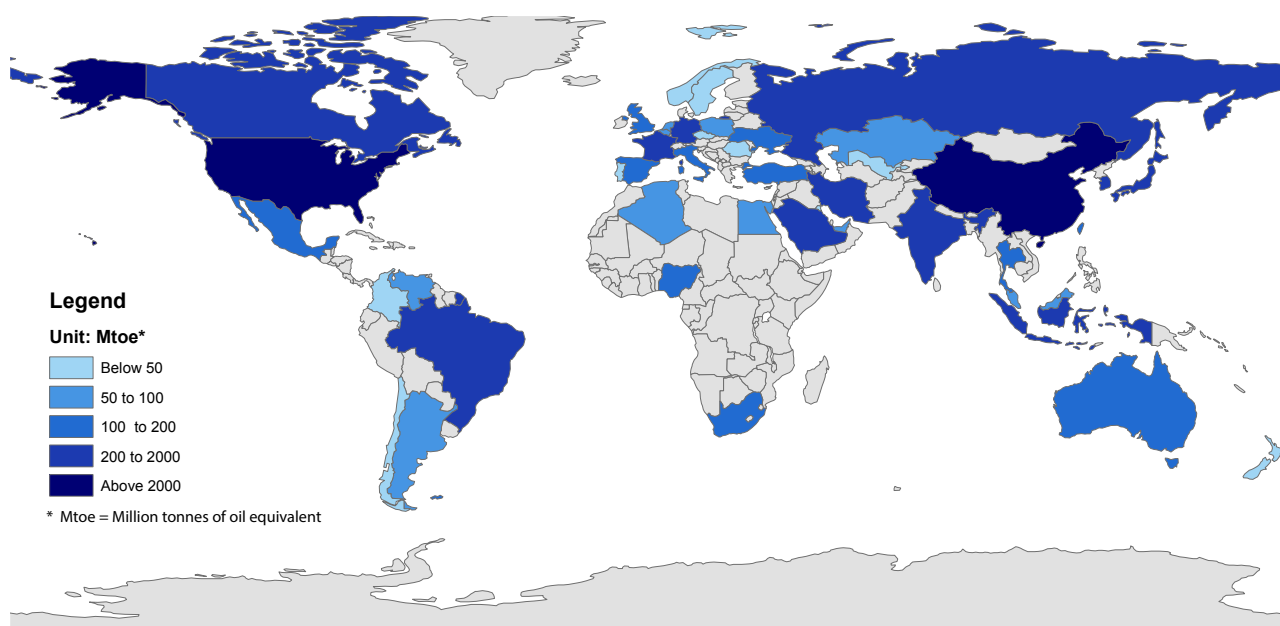 Legend
Unit: Mtoe*
Below 50
50 to 100
100 to 200
200 to 2000
Above 2000
* Mtoe = Million tonnes of oil equivalent